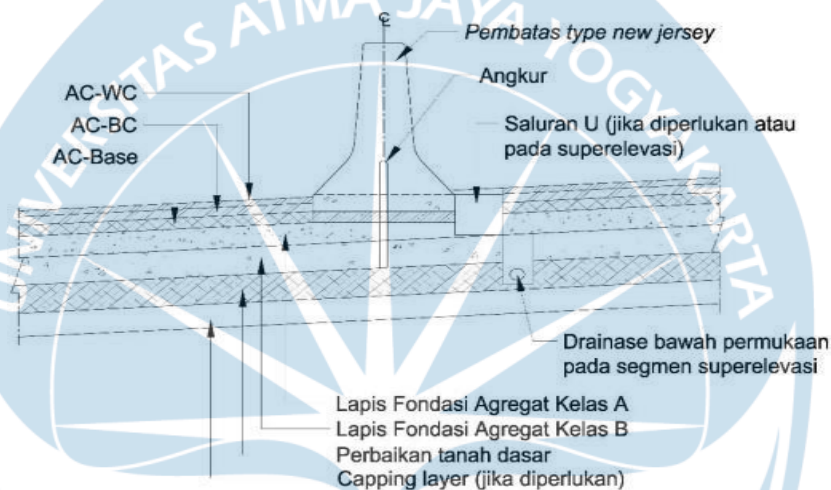 UNIVERSITAS ATMA JAYA YOGYAKARTA
℄
Pembatas type new jersey
Angkur
AC-WC
AC-BC
AC-Base
Saluran U (jika diperlukan atau
pada superelevasi)
Drainase bawah permukaan
pada segmen superelevasi
Lapis Fondasi Agregat Kelas A
Lapis Fondasi Agregat Kelas B
Perbaikan tanah dasar
Capping layer (jika diperlukan)